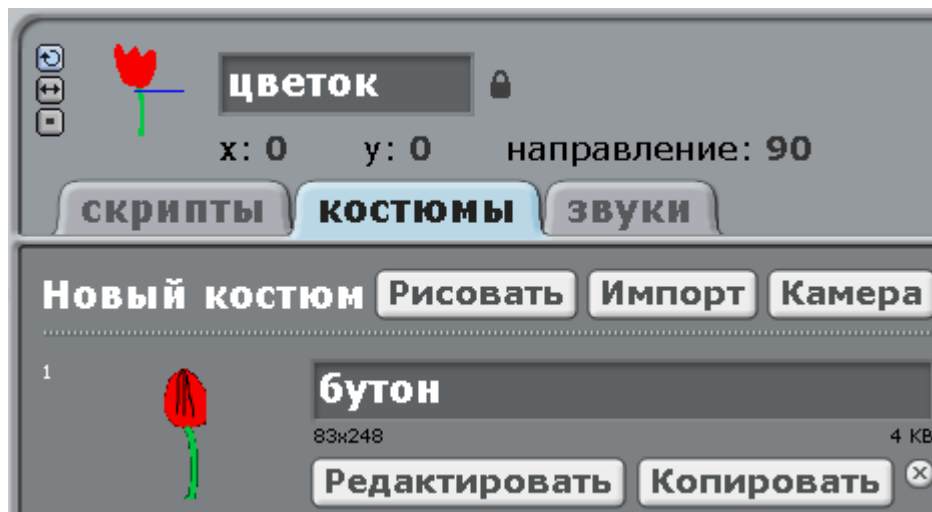 цветок
x: 0 y: 0 направление: 90
скрипты костюмы звуки
Новый костюм Рисовать Импорт Камера
1
бутон
83x248 4 KB
Редактировать Копировать